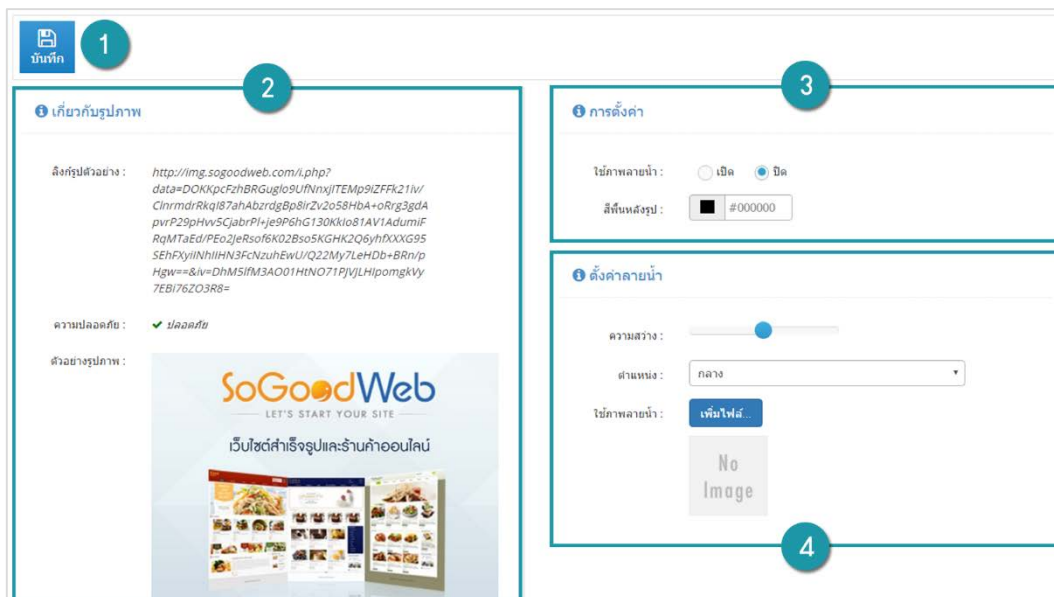 บันทึก
1
2
เกี่ยวกับรูปภาพ
ลิงก์รูปตัวอย่าง :
http://img.sogoodweb.com/i.php?
data=DOKKpcFzhBRGuglo9UfNnxjITEMp9IZFFk21iv/
ClnrmdrRkqI87ahAbzrdgBp8irZv2o58HbA+oRrg3gdA
pvrP29pHvv5CjabrPl+je9P6hG130Kkio81AV1AdumiF
RqMTaEd/PEo2JeRsof6K02Bso5KGHK2Q6yhfXXXG95
SEhFXyiINhIIHN3FcNzuhEwU/Q22My7LeHDb+BRn/p
Hgw==&iv=DhM5lfM3AO01HtNO71PJVJLHIpomgkVy
7EBi76ZO3R8=
ความปลอดภัย :
ปลอดภัย
ตัวอย่างรูปภาพ :
SoGoodWeb
LET'S START YOUR SITE
เว็บไซต์สำเร็จรูปและร้านค้าออนไลน์
3
การตั้งค่า
ใช้ภาพลายน้ำ :
เปิด
ปิด
สีพื้นหลังรูป :
#000000
ตั้งค่าลายน้ำ
ความสว่าง :
ตำแหน่ง :
กลาง
ใช้ภาพลายน้ำ :
เพิ่มไฟล์...
No
Image
4